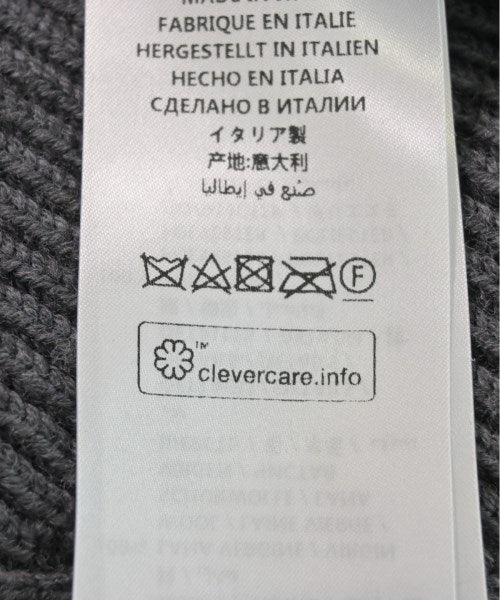 FABRIQUE EN ITALIE
HERGESTELLT IN ITALIEN
HECHO EN ITALIA
СДЕЛАНО В ИТАЛИИ
イタリア製
产地:意大利
صنع في إيطاليا
F
™
clevercare.info